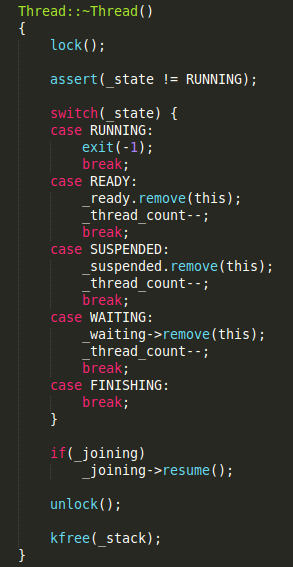 Thread::~Thread()
{
lock();
assert(_state != RUNNING);
switch(_state) {
case RUNNING:
exit(-1);
break;
case READY:
_ready.remove(this);
_thread_count--;
break;
case SUSPENDED:
_suspended.remove(this);
_thread_count--;
break;
case WAITING:
_waiting->remove(this);
_thread_count--;
break;
case FINISHING:
break;
}
if(_joining)
_joining->resume();
unlock();
kfree(_stack);
}